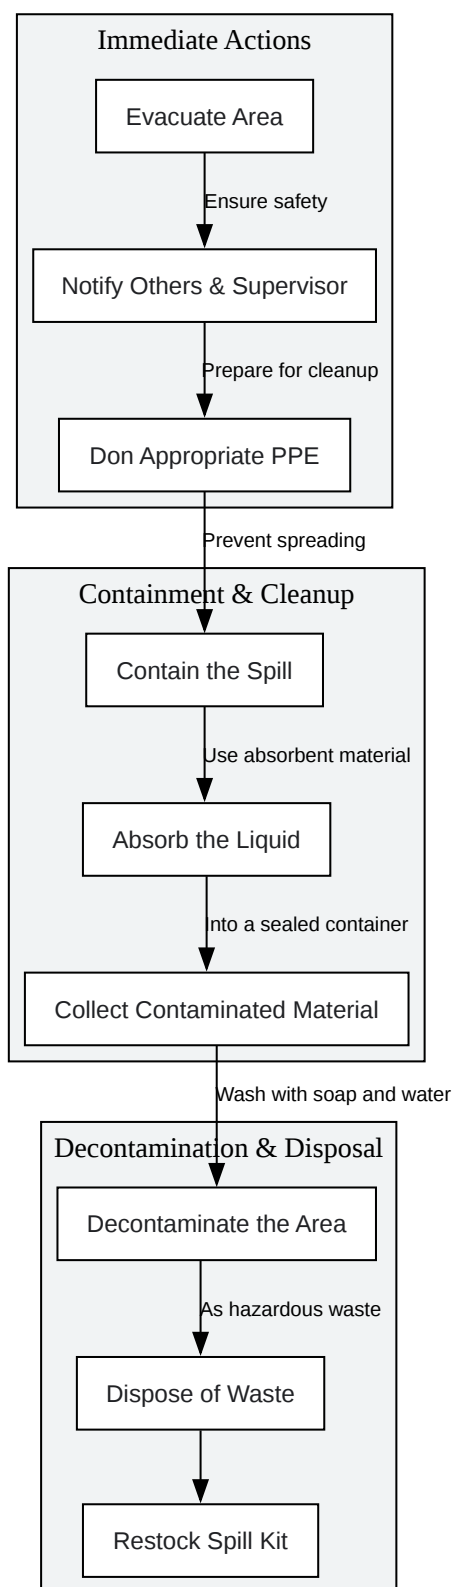 Immediate Actions
Evacuate Area
Ensure safety
Notify Others & Supervisor
Prepare for cleanup
Don Appropriate PPE
Prevent spreading
Containment & Cleanup
Contain the Spill
Use absorbent material
Absorb the Liquid
Into a sealed container
Collect Contaminated Material
Wash with soap and water
Decontamination & Disposal
Decontaminate the Area
As hazardous waste
Dispose of Waste
Restock Spill Kit